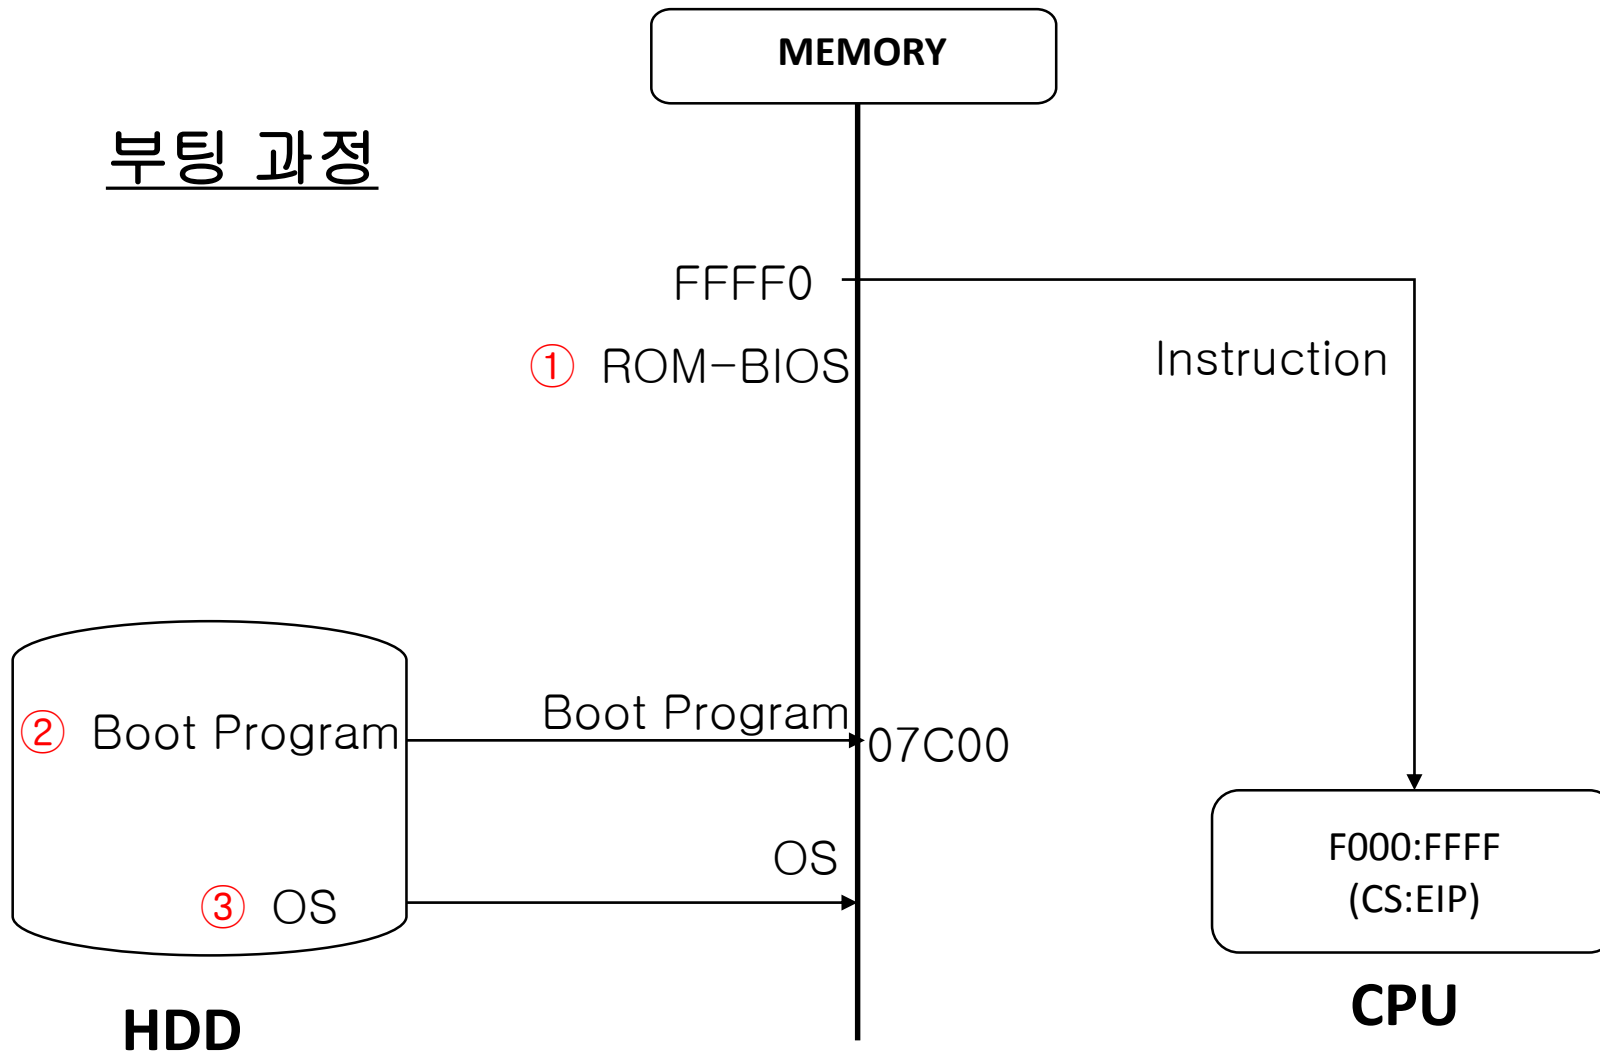 MEMORY
부팅 과정
FFFF0
① ROM-BIOS
Instruction
Boot Program
② Boot Program
07C00
OS
③ OS
F000:FFFF
(CS:EIP)
CPU
HDD